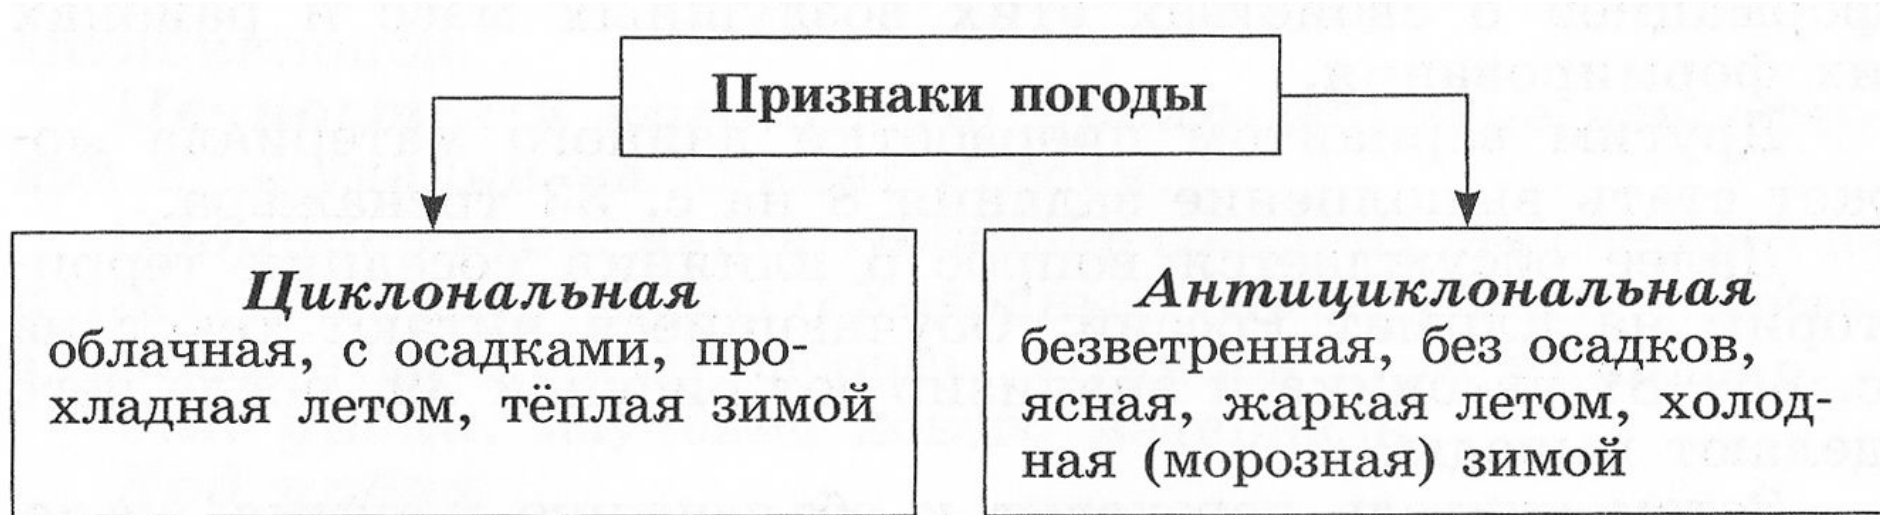 Признаки погоды
Циклональная
облачная, с осадками, про-
хладная летом, тёплая зимой
Антициклональная
безветренная, без осадков,
ясная, жаркая летом, холод-
ная (морозная) зимой